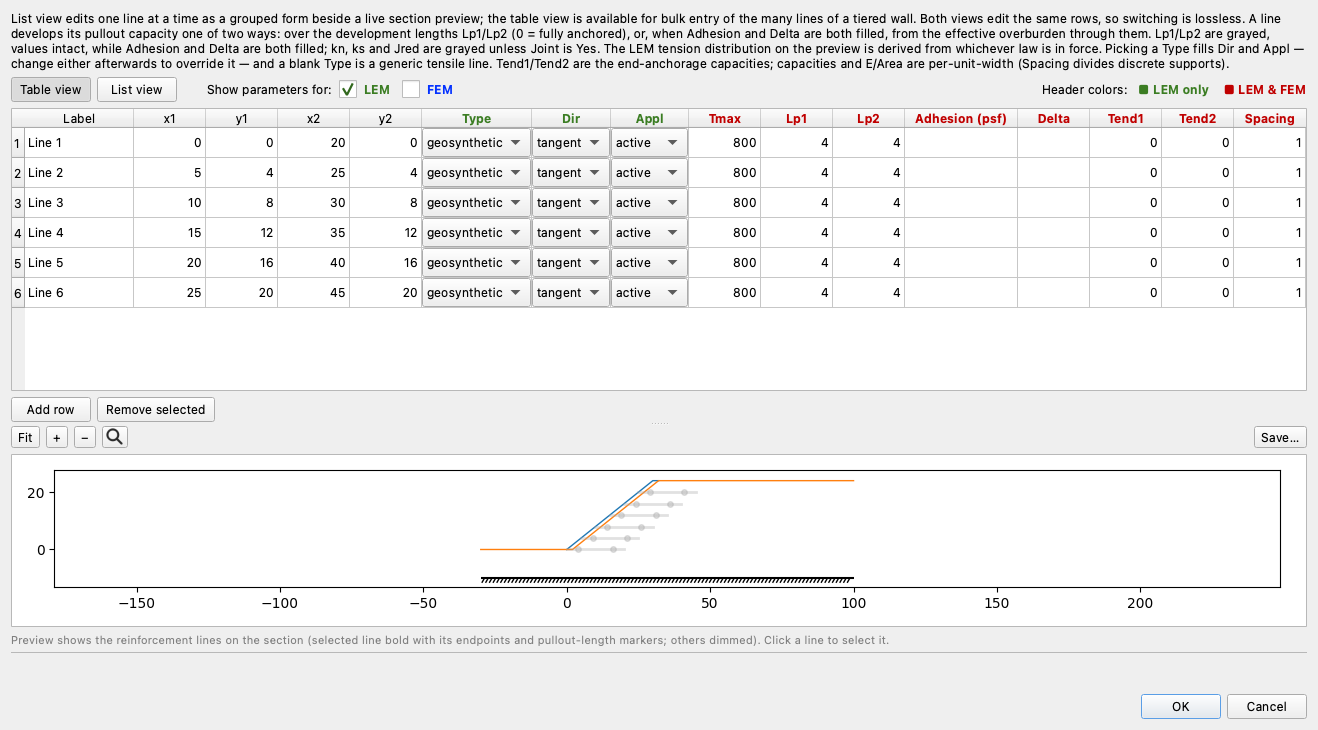 List view edits one line at a time as a grouped form beside a live section preview; the table view is available for bulk entry of the many lines of a tiered wall. Both views edit the same rows, so switching is lossless. A line
develops its pullout capacity one of two ways: over the development lengths Lp1/Lp2 (0 = fully anchored), or, when Adhesion and Delta are both filled, from the effective overburden through them. Lp1/Lp2 are grayed,
values intact, while Adhesion and Delta are both filled; kn, ks and Jred are grayed unless Joint is Yes. The LEM tension distribution on the preview is derived from whichever law is in force. Picking a Type fills Dir and Appl —
change either afterwards to override it — and a blank Type is a generic tensile line. Tend1/Tend2 are the end-anchorage capacities; capacities and E/Area are per-unit-width (Spacing divides discrete supports).
Table view List view Show parameters for: LEM FEM Header colors: LEM only LEM & FEM
Label x1 y1 x2 y2 Type Dir Appl Tmax Lp1 Lp2 Adhesion (psf) Delta Tend1 Tend2 Spacing
1 Line 1 0 0 20 0 geosynthetic tangent active 800 4 4 0 0 1
2 Line 2 5 4 25 4 geosynthetic tangent active 800 4 4 0 0 1
3 Line 3 10 8 30 8 geosynthetic tangent active 800 4 4 0 0 1
4 Line 4 15 12 35 12 geosynthetic tangent active 800 4 4 0 0 1
5 Line 5 20 16 40 16 geosynthetic tangent active 800 4 4 0 0 1
6 Line 6 25 20 45 20 geosynthetic tangent active 800 4 4 0 0 1
Add row Remove selected
Fit + − Save...
20
0
−150 −100 −50 0 50 100 150 200
Preview shows the reinforcement lines on the section (selected line bold with its endpoints and pullout-length markers; others dimmed). Click a line to select it.
OK Cancel